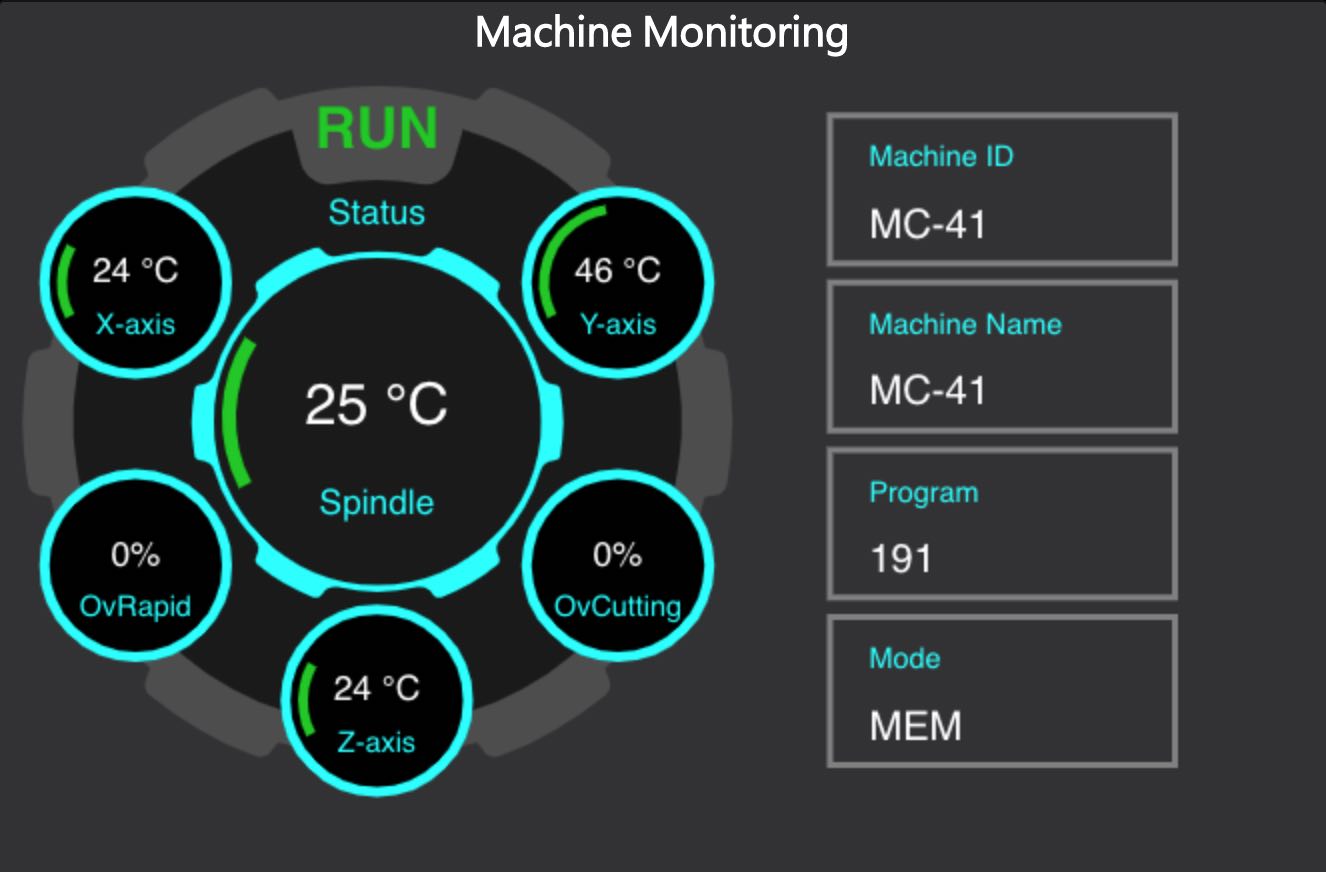 Machine Monitoring
RUN
Status
24 °C
X-axis
46 °C
Y-axis
25 °C
Spindle
0%
OvRapid
0%
OvCutting
24 °C
Z-axis
Machine ID
MC-41
Machine Name
MC-41
Program
191
Mode
MEM